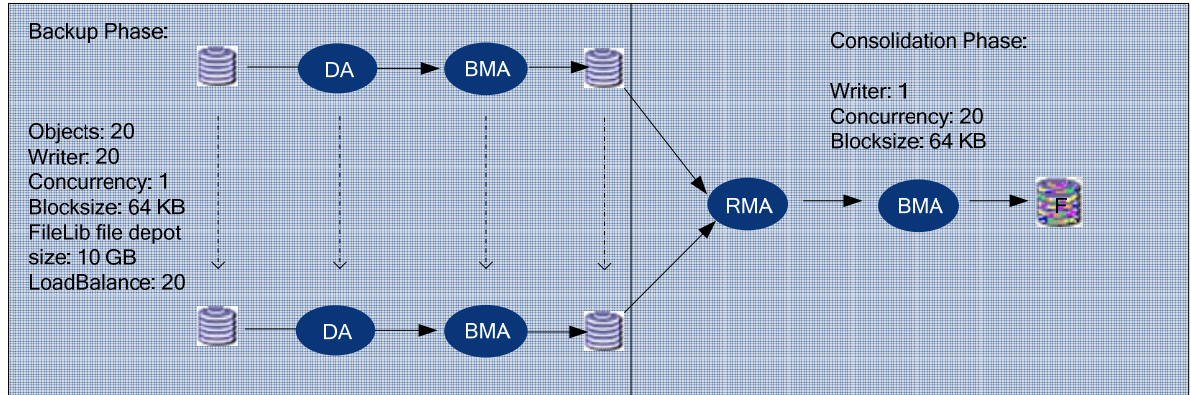 Backup Phase:
DA
BMA
Objects: 20
Writer: 20
Concurrency: 1
Blocksize: 64 KB
FileLib file depot
size: 10 GB
LoadBalance: 20
DA
BMA
Consolidation Phase:
Writer: 1
Concurrency: 20
Blocksize: 64 KB
RMA
BMA
F